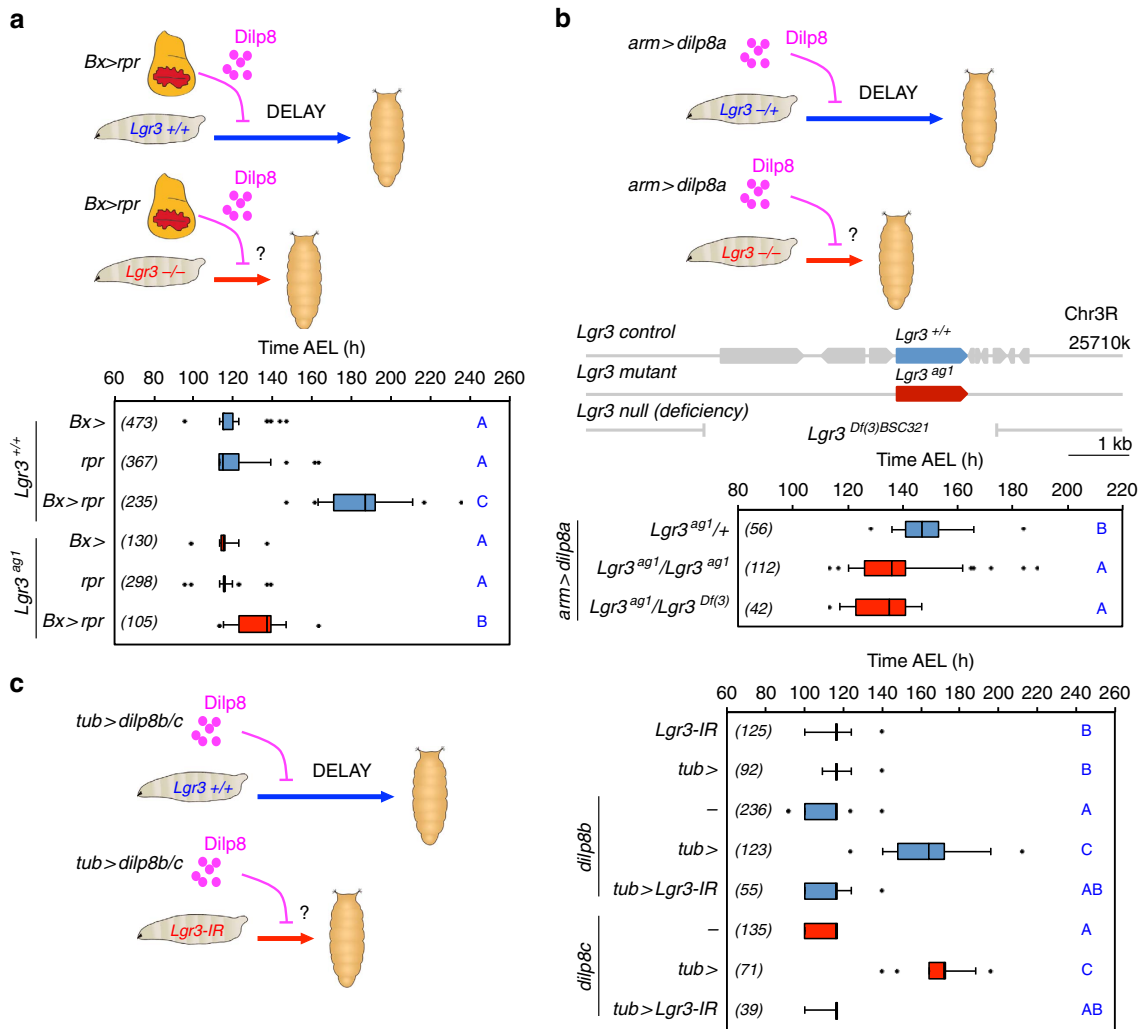 a
Dilp8
Bx>rpr
DELAY
Lgr3 +/+
Dilp8
Bx>rpr
?
Lgr3 –/–
Time AEL (h)
60 80 100 120 140 160 180 200 220 240 260
Lgr3 +/+
Bx> (473) A
rpr (367) A
Bx>rpr (235) C
Lgr3 ag1
Bx> (130) A
rpr (298) A
Bx>rpr (105) B
b
arm>dilp8a Dilp8
DELAY
Lgr3 –/+
Dilp8
arm>dilp8a
?
Lgr3 –/–
Chr3R
Lgr3 control Lgr3 +/+ 25710k
Lgr3 mutant Lgr3 ag1
Lgr3 null (deficiency)
Lgr3 Df(3)BSC321
1 kb
Time AEL (h)
80 100 120 140 160 180 200 220
arm>dilp8a
Lgr3 ag1/+ (56) B
Lgr3 ag1/Lgr3 ag1 (112) A
Lgr3 ag1/Lgr3 Df(3) (42) A
c
Dilp8
tub>dilp8b/c
DELAY
Lgr3 +/+
Dilp8
tub>dilp8b/c
?
Lgr3-IR
Time AEL (h)
60 80 100 120 140 160 180 200 220 240 260
Lgr3-IR (125) B
tub> (92) B
dilp8b
– (236) A
tub> (123) C
tub>Lgr3-IR (55) AB
dilp8c
– (135) A
tub> (71) C
tub>Lgr3-IR (39) AB